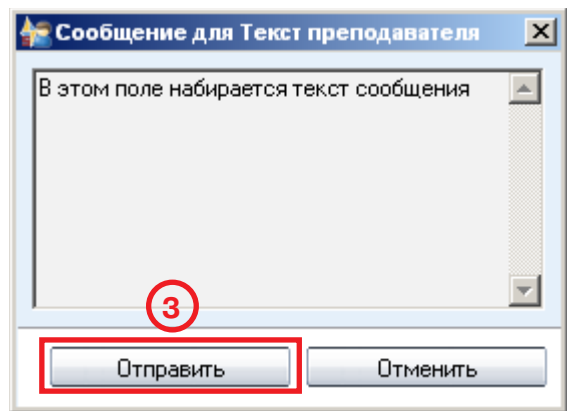 Сообщение для Текст преподавателя
В этом поле набирается текст сообщения
3
Отправить
Отменить